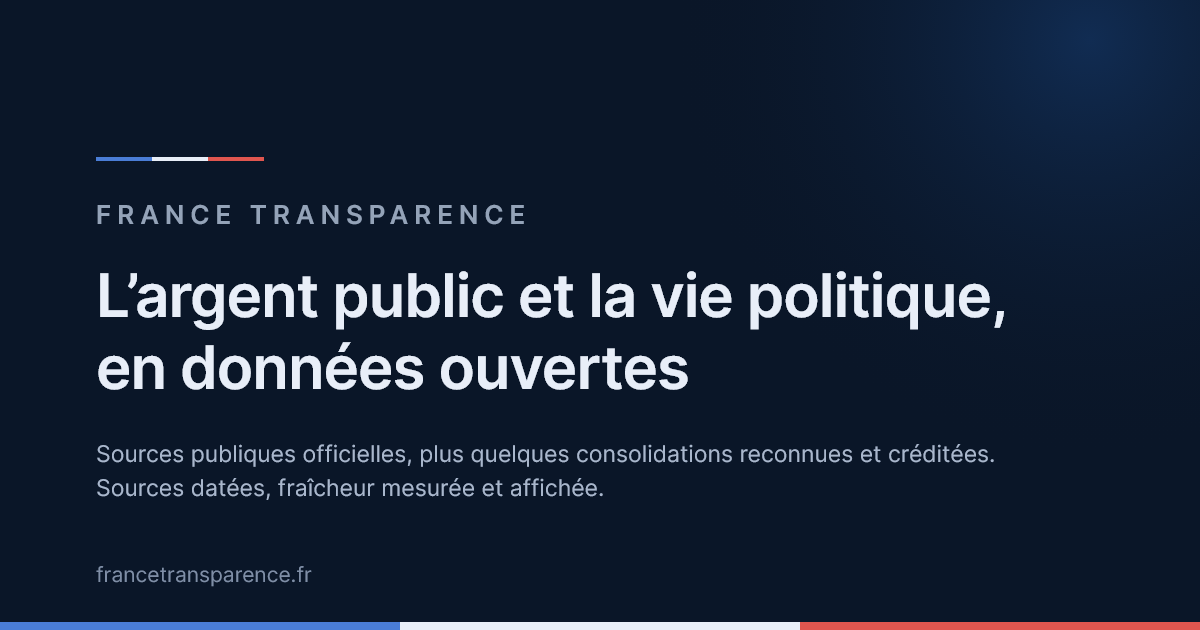 FRANCE TRANSPARENCE
L’argent public et la vie politique,
en données ouvertes
Sources publiques officielles, plus quelques consolidations reconnues et créditées.
Sources datées, fraîcheur mesurée et affichée.
francetransparence.fr